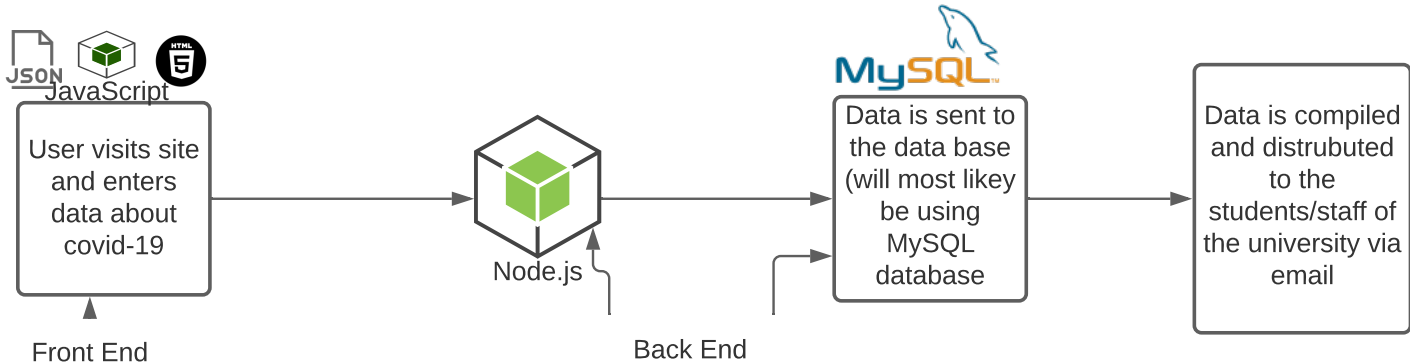 JSON
HTML
5
JavaScript
User visits site
and enters
data about
covid-19
Front End
Node.js
Back End
MySQL
TM
Data is sent to
the data base
(will most likey
be using
MySQL
database
Data is compiled
and distrubuted
to the
students/staff of
the university via
email